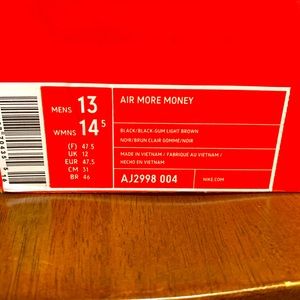 MENS 13
WMNS 14.5
(F) 47.5
UK 12
EUR 47.5
CM 31
BR 46
AIR MORE MONEY
BLACK/BLACK-GUM LIGHT BROWN
NOIR/BRUN CLAIR GOMME/NOIR
MADE IN VIETNAM / FABRIQUE AU VIETNAM /
HECHO EN VIETNAM
AJ2998 004
NIKE.COM